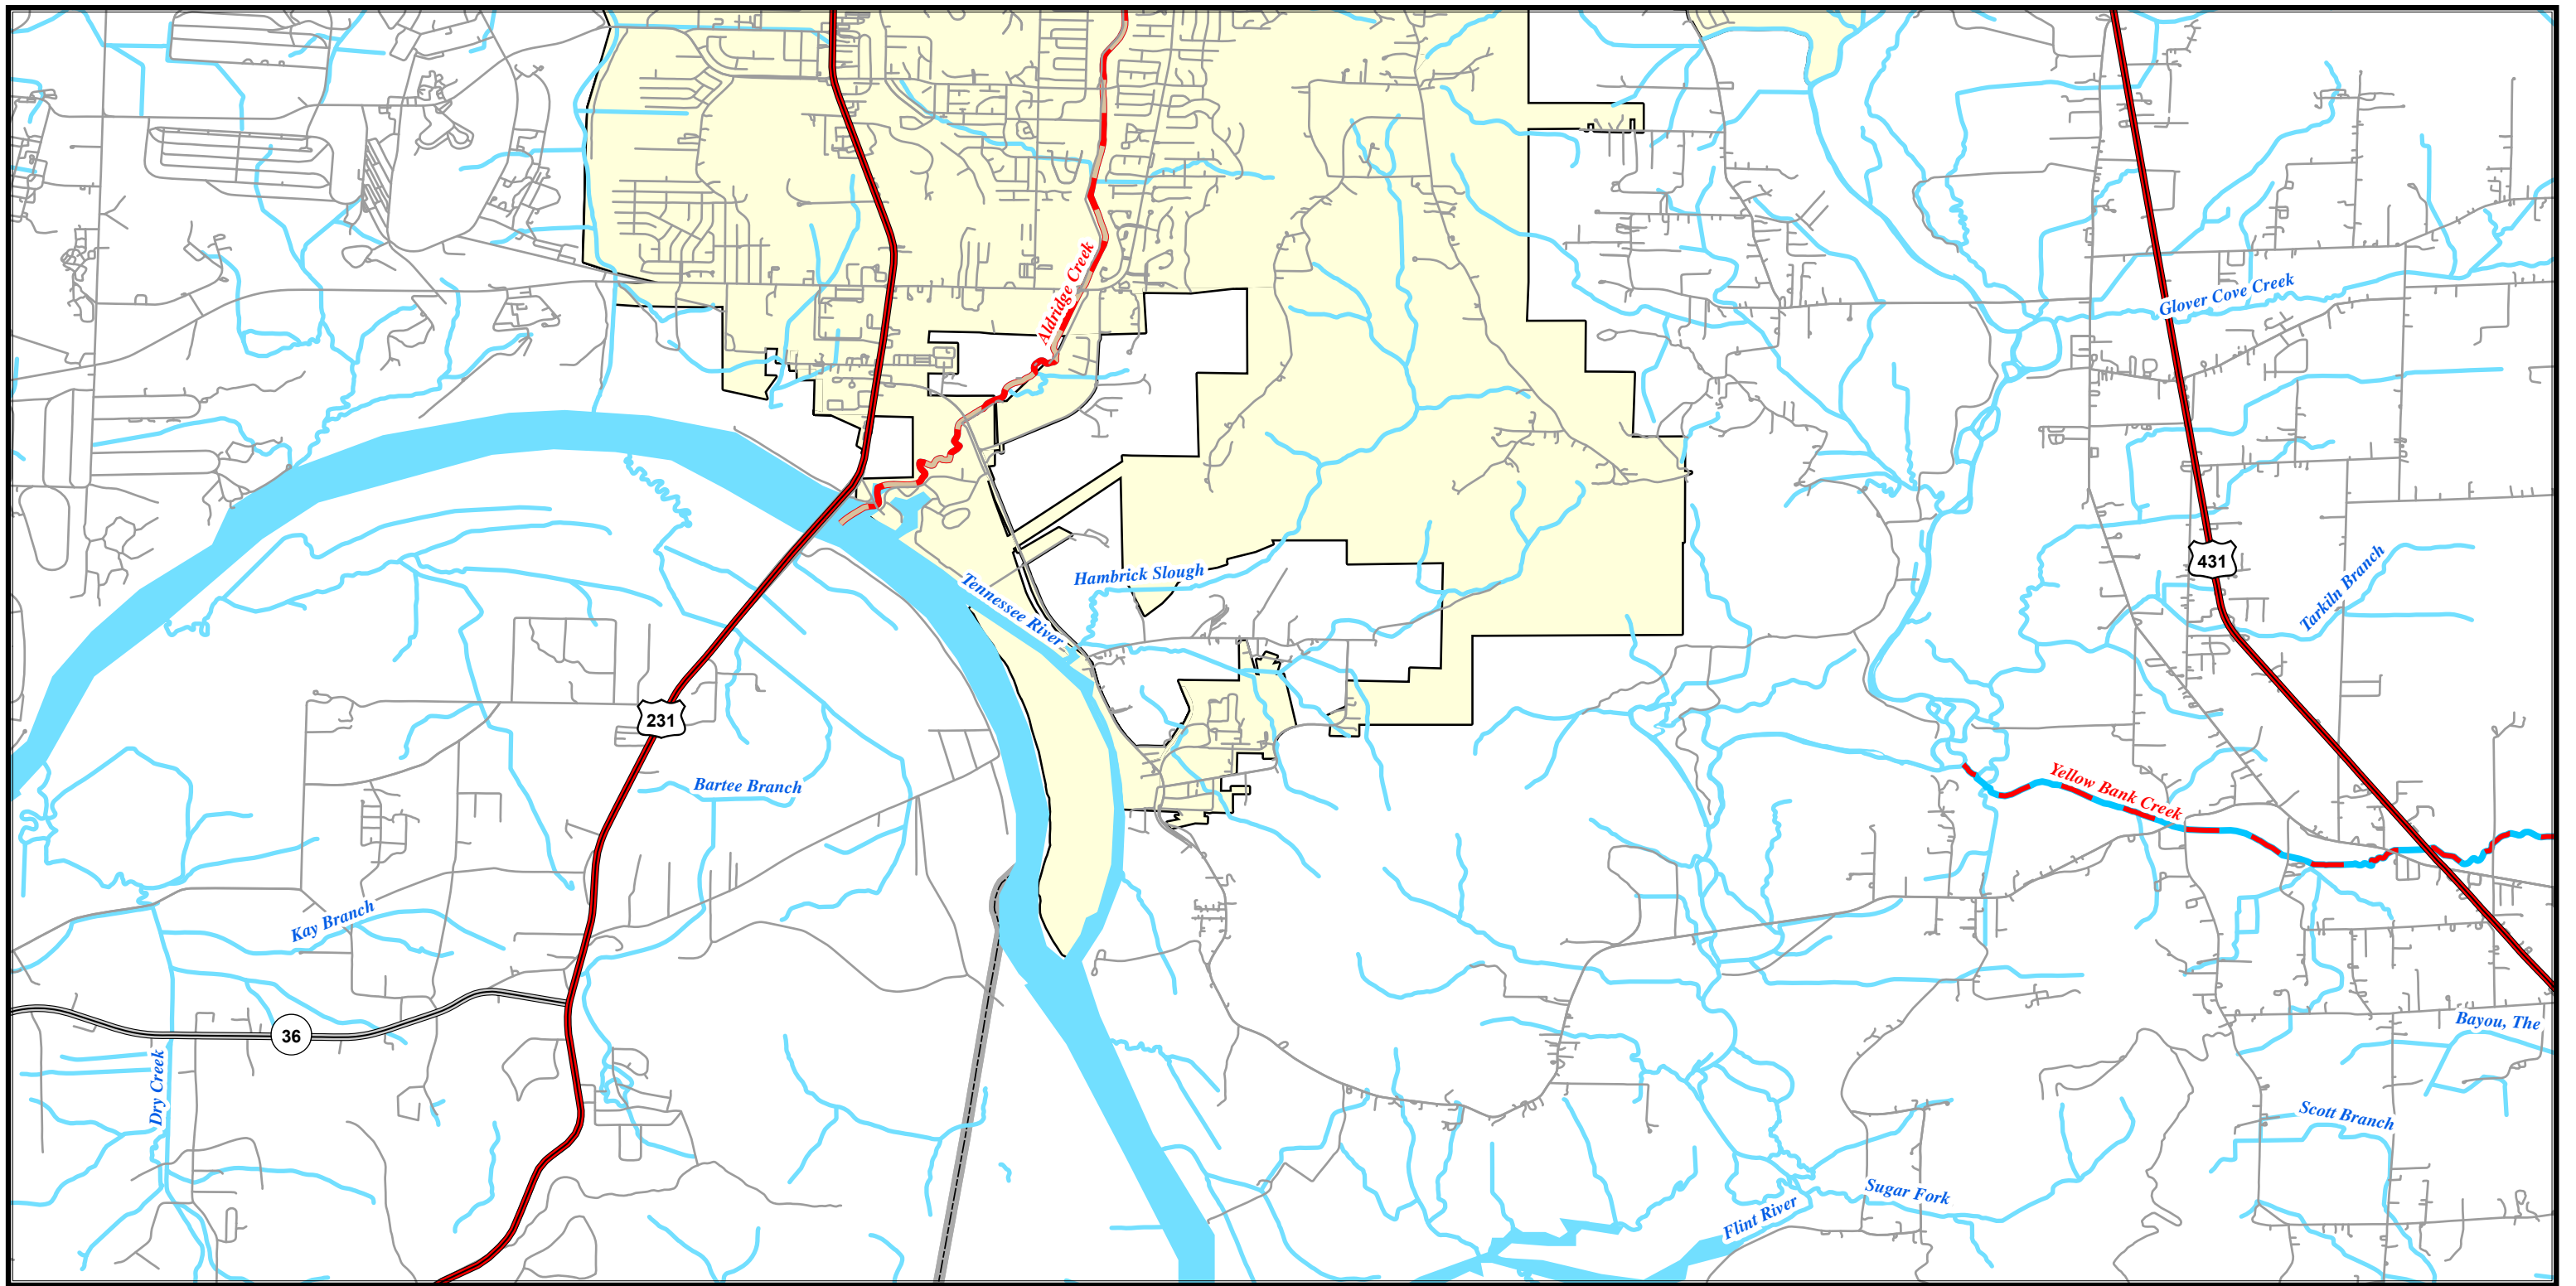 Aldridge Creek
Glover Cove Creek
431
Tarkiln Branch
Hambrick Slough
Tennessee River
231
Bartee Branch
Yellow Bank Creek
Kay Branch
36
Bayou, The
Dry Creek
Scott Branch
Sugar Fork
Flint River